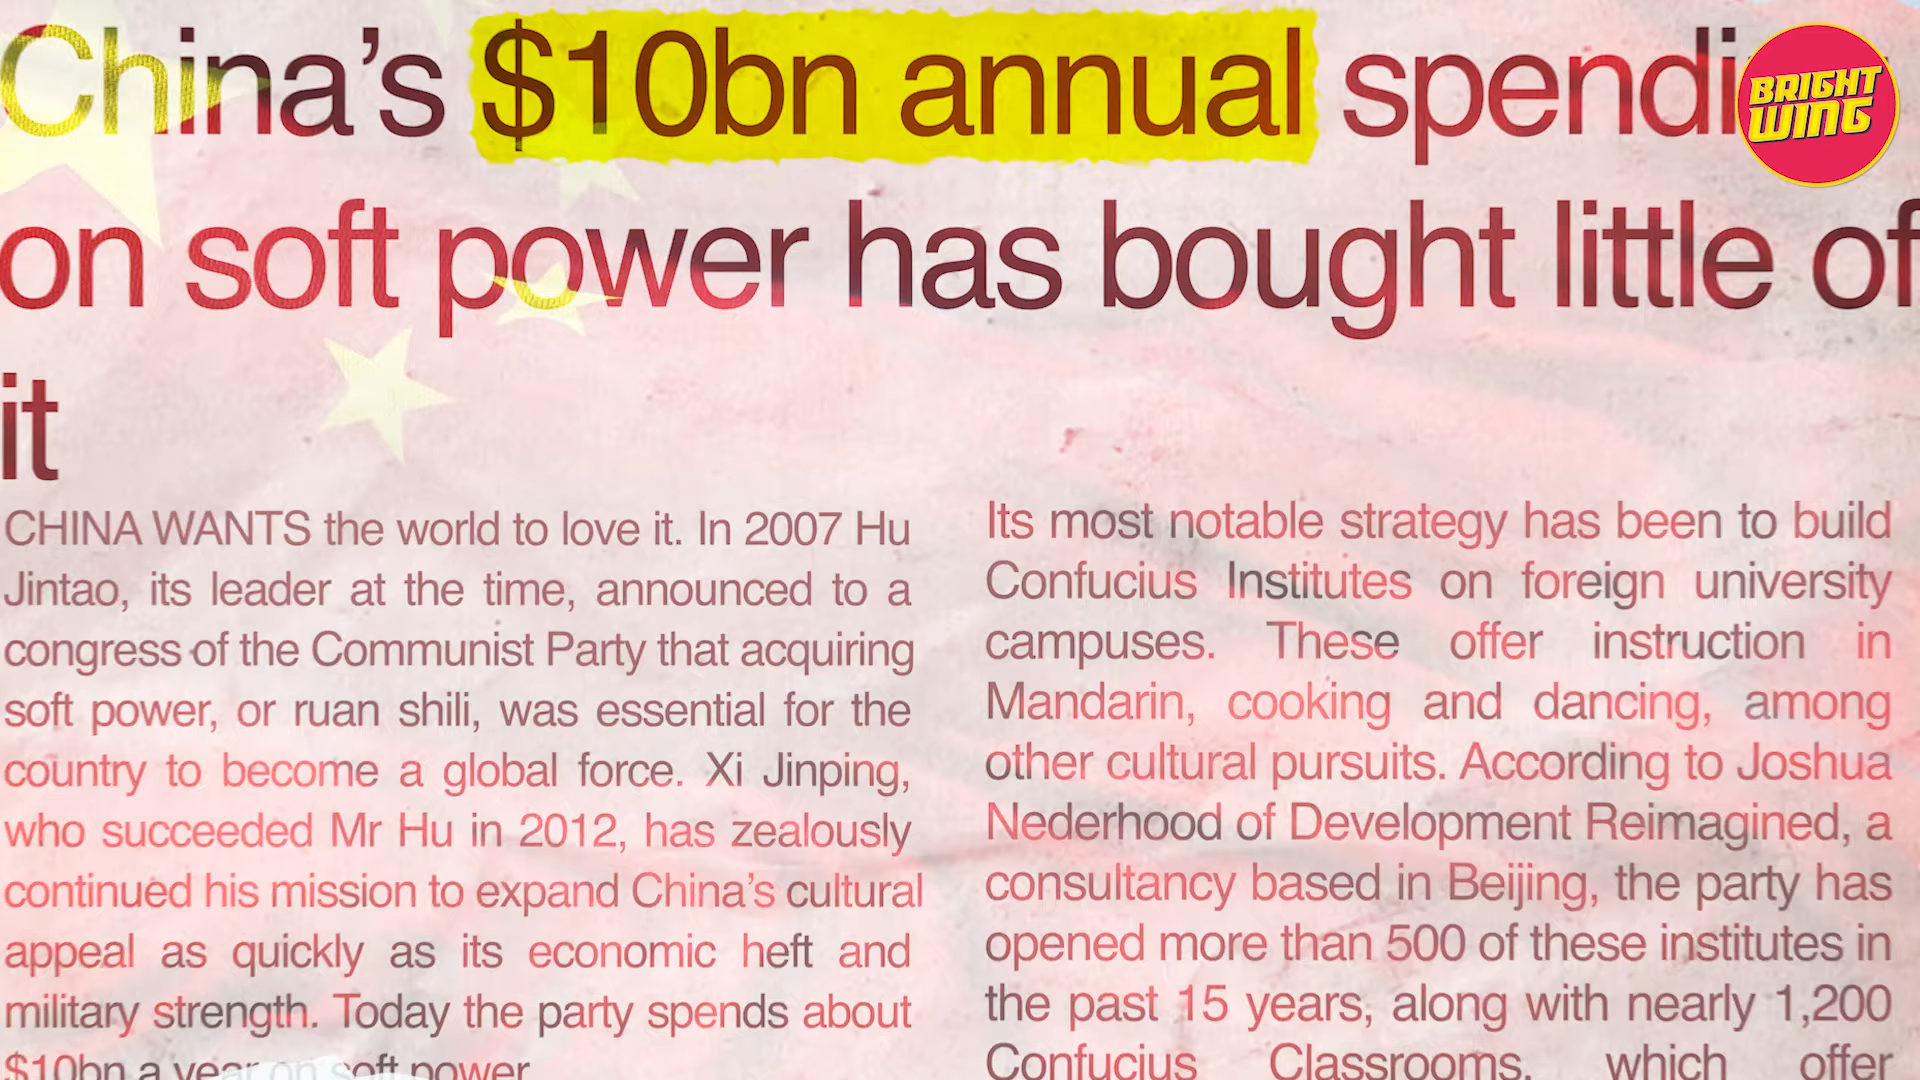 China's $10bn annual spendi
on soft power has bought little of
it
CHINA WANTS the world to love it. In 2007 Hu
Jintao, its leader at the time, announced to a
congress of the Communist Party that acquiring
soft power, or ruan shili, was essential for the
country to become a global force. Xi Jinping,
who succeeded Mr Hu in 2012, has zealously
continued his mission to expand China's cultural
appeal as quickly as its economic heft and
military strength. Today the party spends about
$10bn a year on soft power
Its most notable strategy has been to build
Confucius Institutes on foreign university
campuses. These offer instruction in
Mandarin, cooking and dancing, among
other cultural pursuits. According to Joshua
Nederhood of Development Reimagined, a
consultancy based in Beijing, the party has
opened more than 500 of these institutes in
the past 15 years, along with nearly 1,200
Confucius Classrooms, which offer
BRIGHT
WING